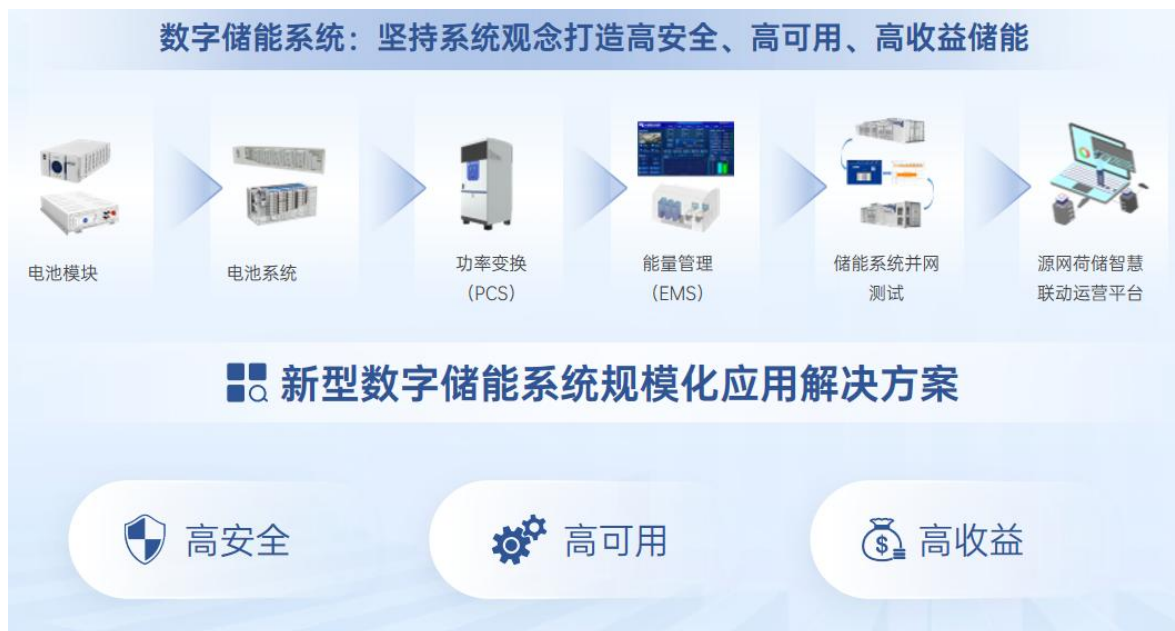 数字储能系统：坚持系统观念打造高安全、高可用、高收益储能
电池模块
电池系统
功率变换
（PCS）
能量管理
（EMS）
储能系统并网
测试
源网荷储智慧
联动运营平台
新型数字储能系统规模化应用解决方案
高安全
高可用
高收益